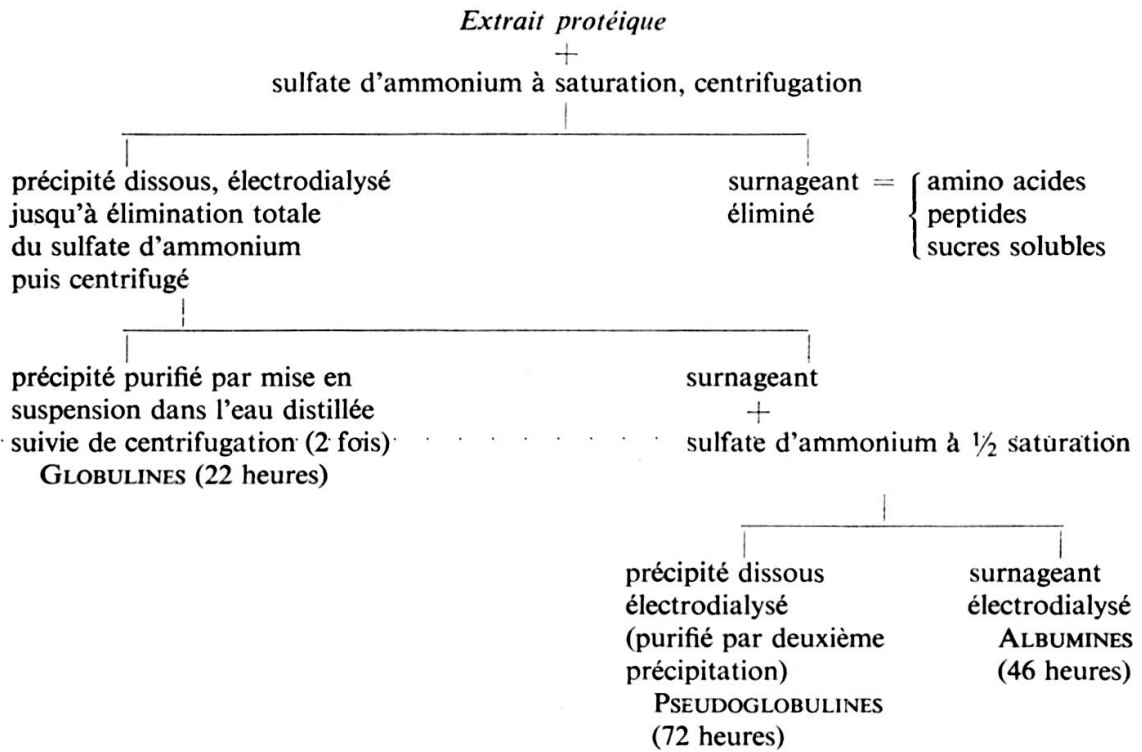 Extrait protéique
+
sulfate d'ammonium à saturation, centrifugation
précipité dissous, électrodialysé
jusqu'à élimination totale
du sulfate d'ammonium
puis centrifugé
surnageant = { amino acides
éliminé peptides
sucres solubles
précipité purifié par mise en
suspension dans l'eau distillée
suivie de centrifugation (2 fois)
GLOBULINES (22 heures)
surnageant
+
sulfate d'ammonium à ½ saturation
précipité dissous
électrodialysé
(purifié par deuxième
précipitation)
PSEUDOGLOBULINES
(72 heures)
surnageant
électrodialysé
ALBUMINES
(46 heures)